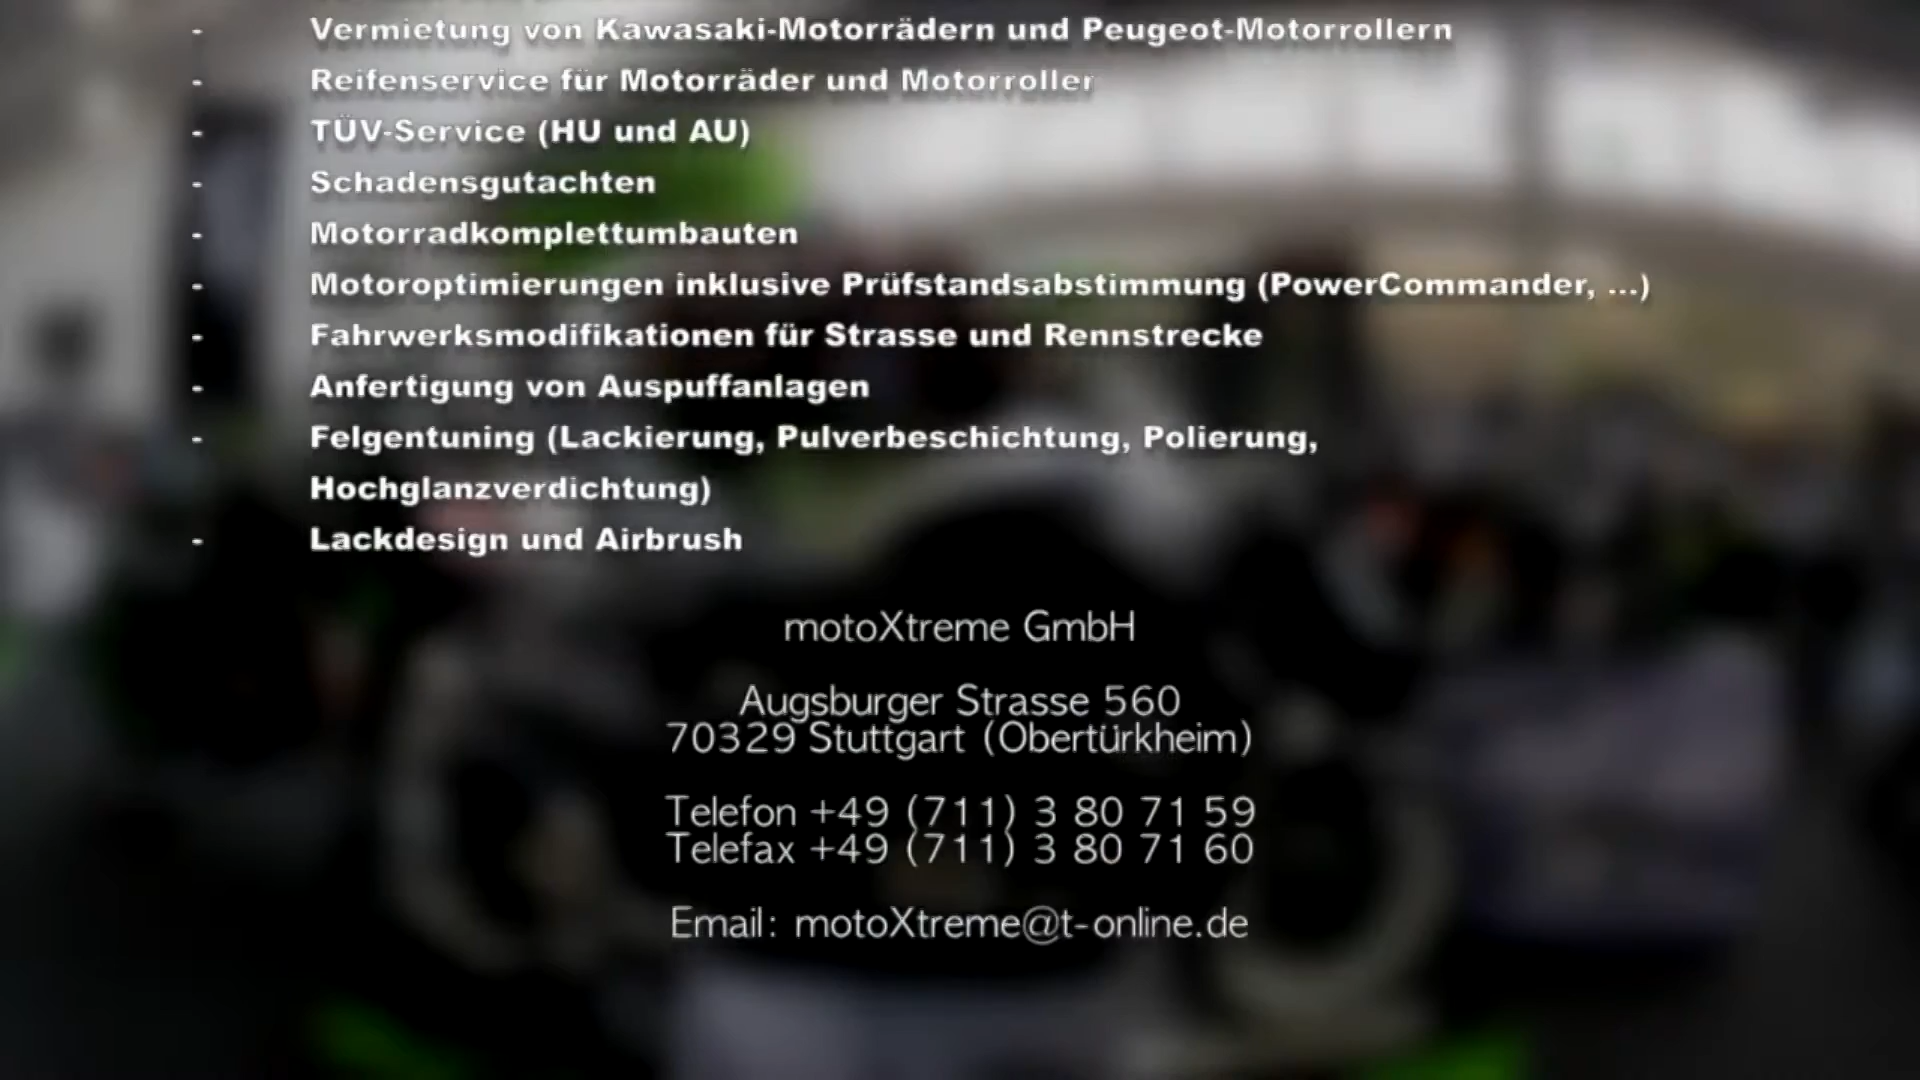 - Vermietung von Kawasaki-Motorrädern und Peugeot-Motorrollern
- Reifenservice für Motorräder und Motorroller
- TÜV-Service (HU und AU)
- Schadensgutachten
- Motorradkomplettumbauten
- Motoroptimierungen inklusive Prüfstandsabstimmung (PowerCommander, ...)
- Fahrwerksmodifikationen für Strasse und Rennstrecke
- Anfertigung von Auspuffanlagen
- Felgentuning (Lackierung, Pulverbeschichtung, Polierung,
Hochglanzverdichtung)
- Lackdesign und Airbrush
motoXtreme GmbH
Augsburger Strasse 560
70329 Stuttgart (Obertürkheim)
Telefon +49 (711) 3 80 71 59
Telefax +49 (711) 3 80 71 60
Email: motoXtreme@t-online.de